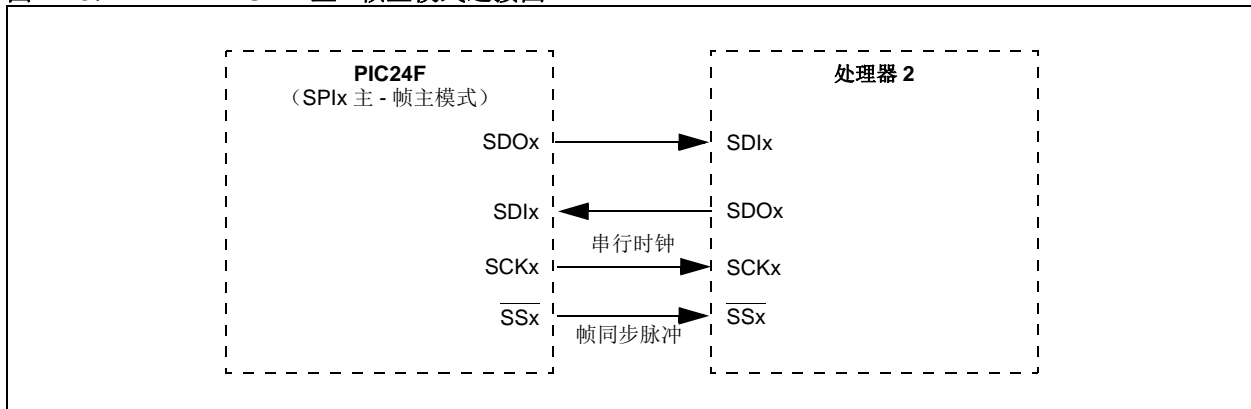 PIC24F
（SPIx 主 - 帧主模式）
处理器 2
SDOx
SDIx
SDIx
SDOx
串行时钟
SCKx
SCKx
SSx
SSx
帧同步脉冲